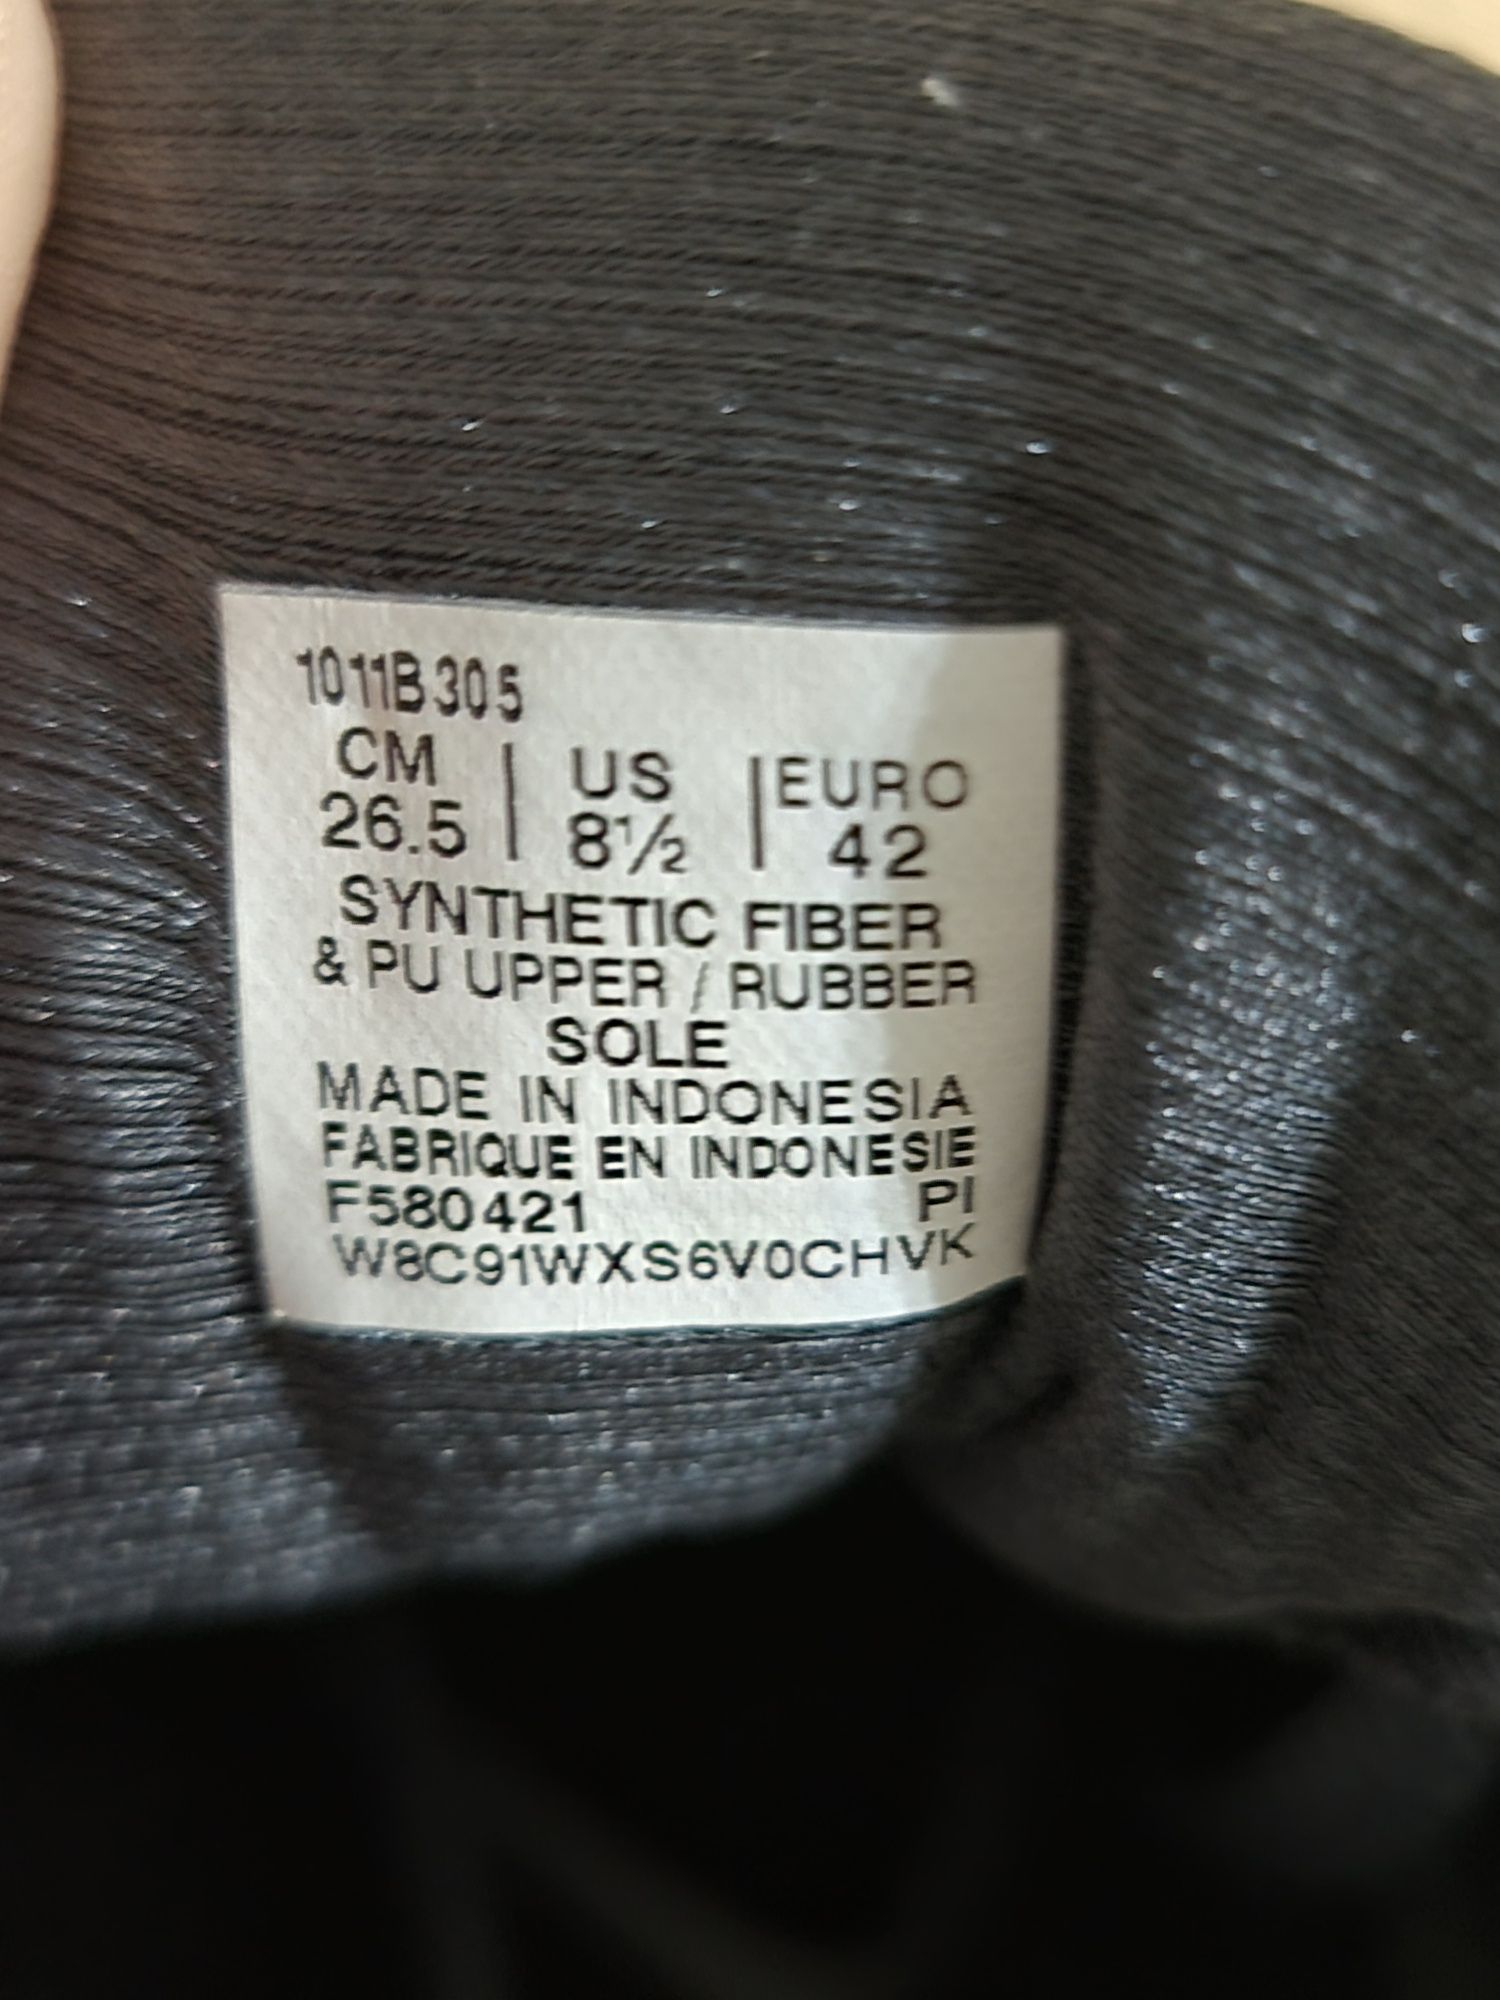 1011B305
CM | US | EURO
26.5 | 8½ | 42
SYNTHETIC FIBER
& PU UPPER / RUBBER
SOLE
MADE IN INDONESIA
FABRIQUE EN INDONESIE
F580421 PI
W8C91WXS6V0CHVK